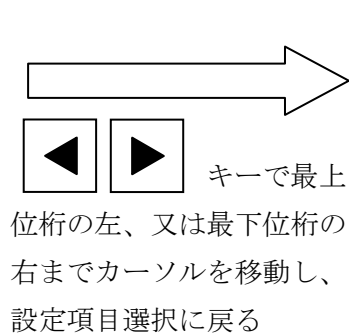 キーで最上
位桁の左、又は最下位桁の
右までカーソルを移動し、
設定項目選択に戻る